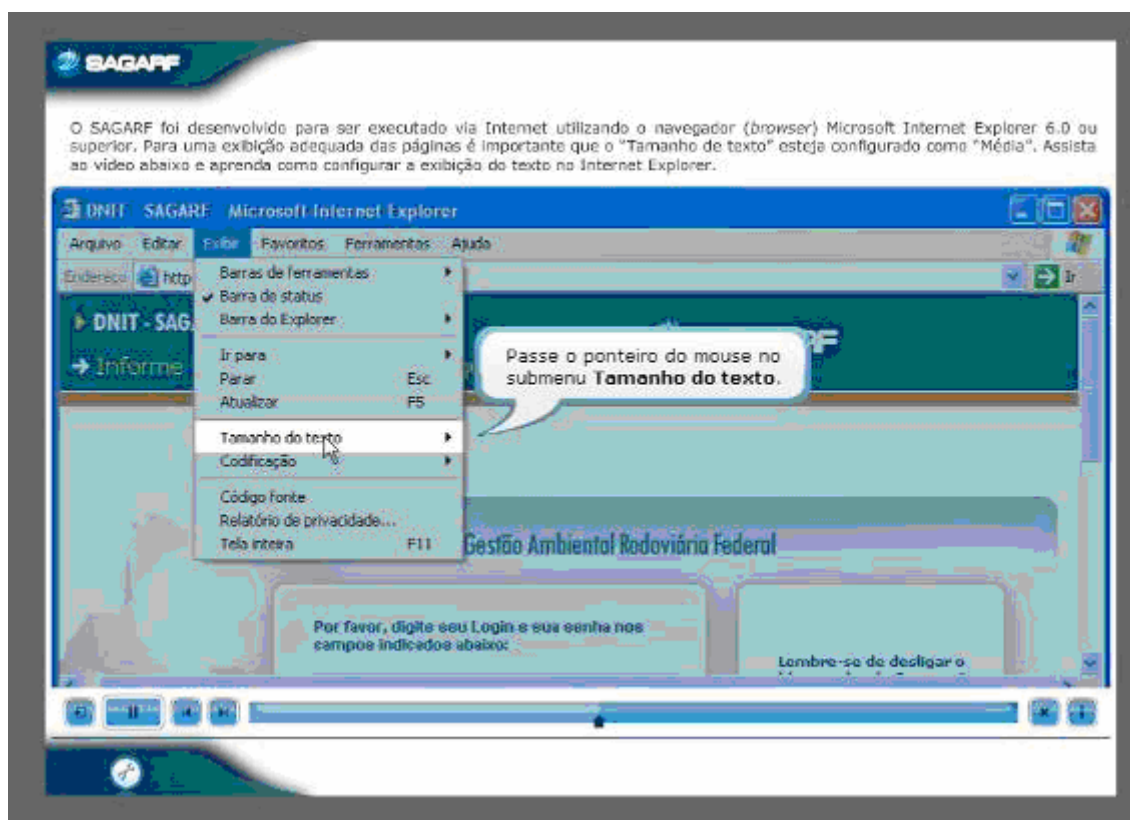 SAGARF
O SAGARF foi desenvolvido para ser executado via Internet utilizando o navegador (browser) Microsoft Internet Explorer 6.0 ou
superior. Para uma exibição adequada das páginas é importante que o "Tamanho de texto" esteja configurado como "Média". Assista
ao vídeo abaixo e aprenda como configurar a exibição do texto no Internet Explorer.
DNIT SAGARF Microsoft Internet Explorer
Arquivo Editar Exibir Favoritos Ferramentas Ajuda
Endereço http Ir
Barras de ferramentas
Barra de status
Barra do Explorer
DNIT - SAG
Informe
Ir para
Parar Esc
Atualizar F5
Passe o ponteiro do mouse no
submenu Tamanho do texto.
Tamanho do texto
Codificação
Código fonte
Relatório de privacidade...
Tela inteira F11
Gestão Ambiental Rodoviária Federal
Por favor, digite seu Login e sua senha nos
campos indicados abaixo:
Lembre-se de desligar o